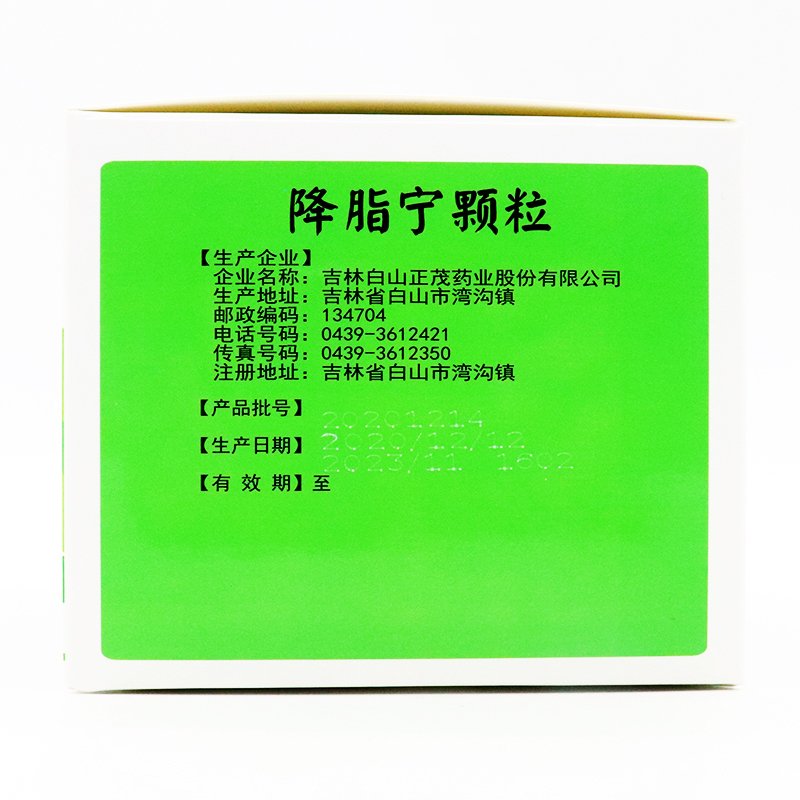 降脂宁颗粒
【生产企业】
企业名称：吉林白山正茂药业股份有限公司
生产地址：吉林省白山市湾沟镇
邮政编码：134704
电话号码：0439-3612421
传真号码：0439-3612350
注册地址：吉林省白山市湾沟镇
【产品批号】 20201214
【生产日期】 2020/12/12
2023/11 1602
【有 效 期】至